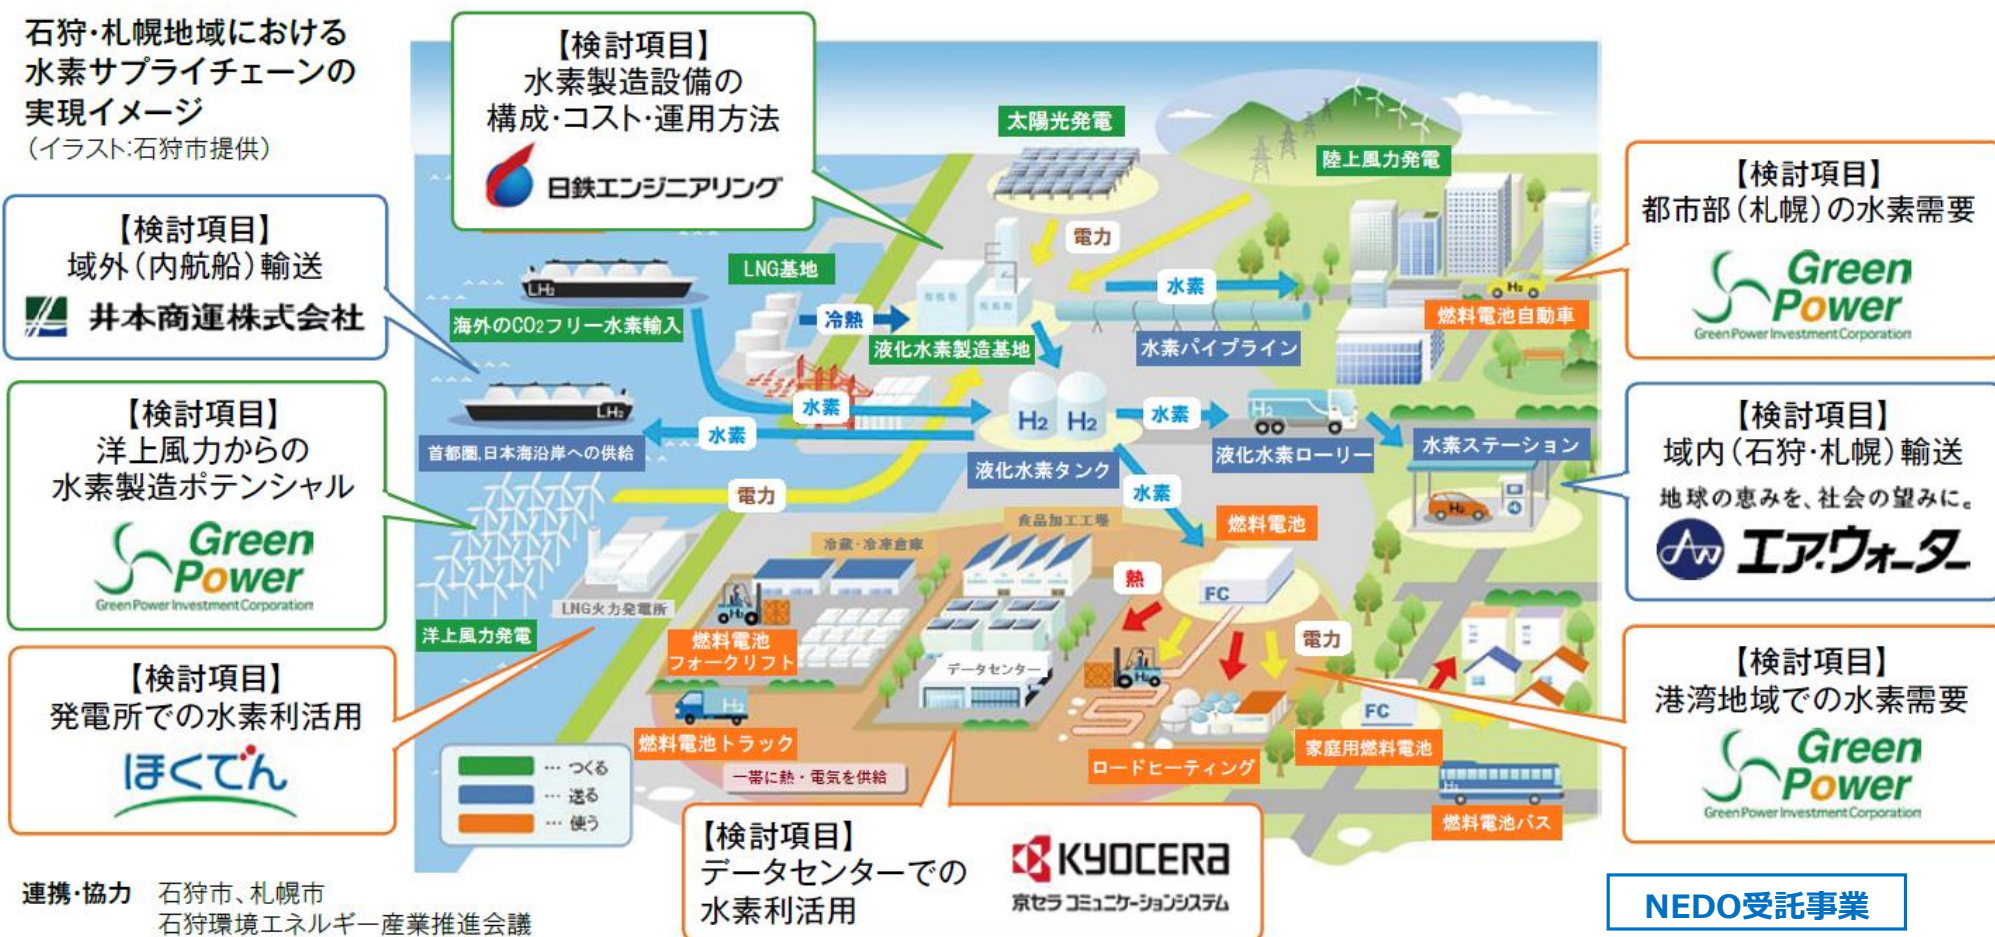 石狩・札幌地域における
水素サプライチェーンの
実現イメージ
（イラスト:石狩市提供）
【検討項目】
水素製造設備の
構成・コスト・運用方法
日鉄エンジニアリング
【検討項目】
域外（内航船）輸送
井本商運株式会社
【検討項目】
洋上風力からの
水素製造ポテンシャル
Green
Power
Green Power Investment Corporation
【検討項目】
発電所での水素利活用
ほくでん
太陽光発電
陸上風力発電
電力
LNG基地
LH₂
海外のCO₂フリー水素輸入
冷熱
液化水素製造基地
水素
水素パイプライン
H₂
燃料電池自動車
水素
LH₂
水素
首都圏,日本海沿岸への供給
H2 H2
液化水素タンク
水素
H₂
液化水素ローリー
水素ステーション
H₂
水素
電力
食品加工工場
冷蔵・冷凍倉庫
燃料電池
FC
熱
電力
LNG火力発電所
洋上風力発電
H₂
燃料電池
フォークリフト
データセンター
H₂
H₂
燃料電池トラック
一帯に熱・電気を供給
ロードヒーティング
FC
家庭用燃料電池
H₂
燃料電池バス
… つくる
… 送る
… 使う
【検討項目】
都市部（札幌）の水素需要
Green
Power
Green Power Investment Corporation
【検討項目】
域内（石狩・札幌）輸送
地球の恵みを、社会の望みに。
AW エア・ウォーター
【検討項目】
港湾地域での水素需要
Green
Power
Green Power Investment Corporation
【検討項目】
データセンターでの
水素利活用
KYOCERA
京セラ コミュニケーションシステム
連携・協力 石狩市、札幌市
石狩環境エネルギー産業推進会議
NEDO受託事業